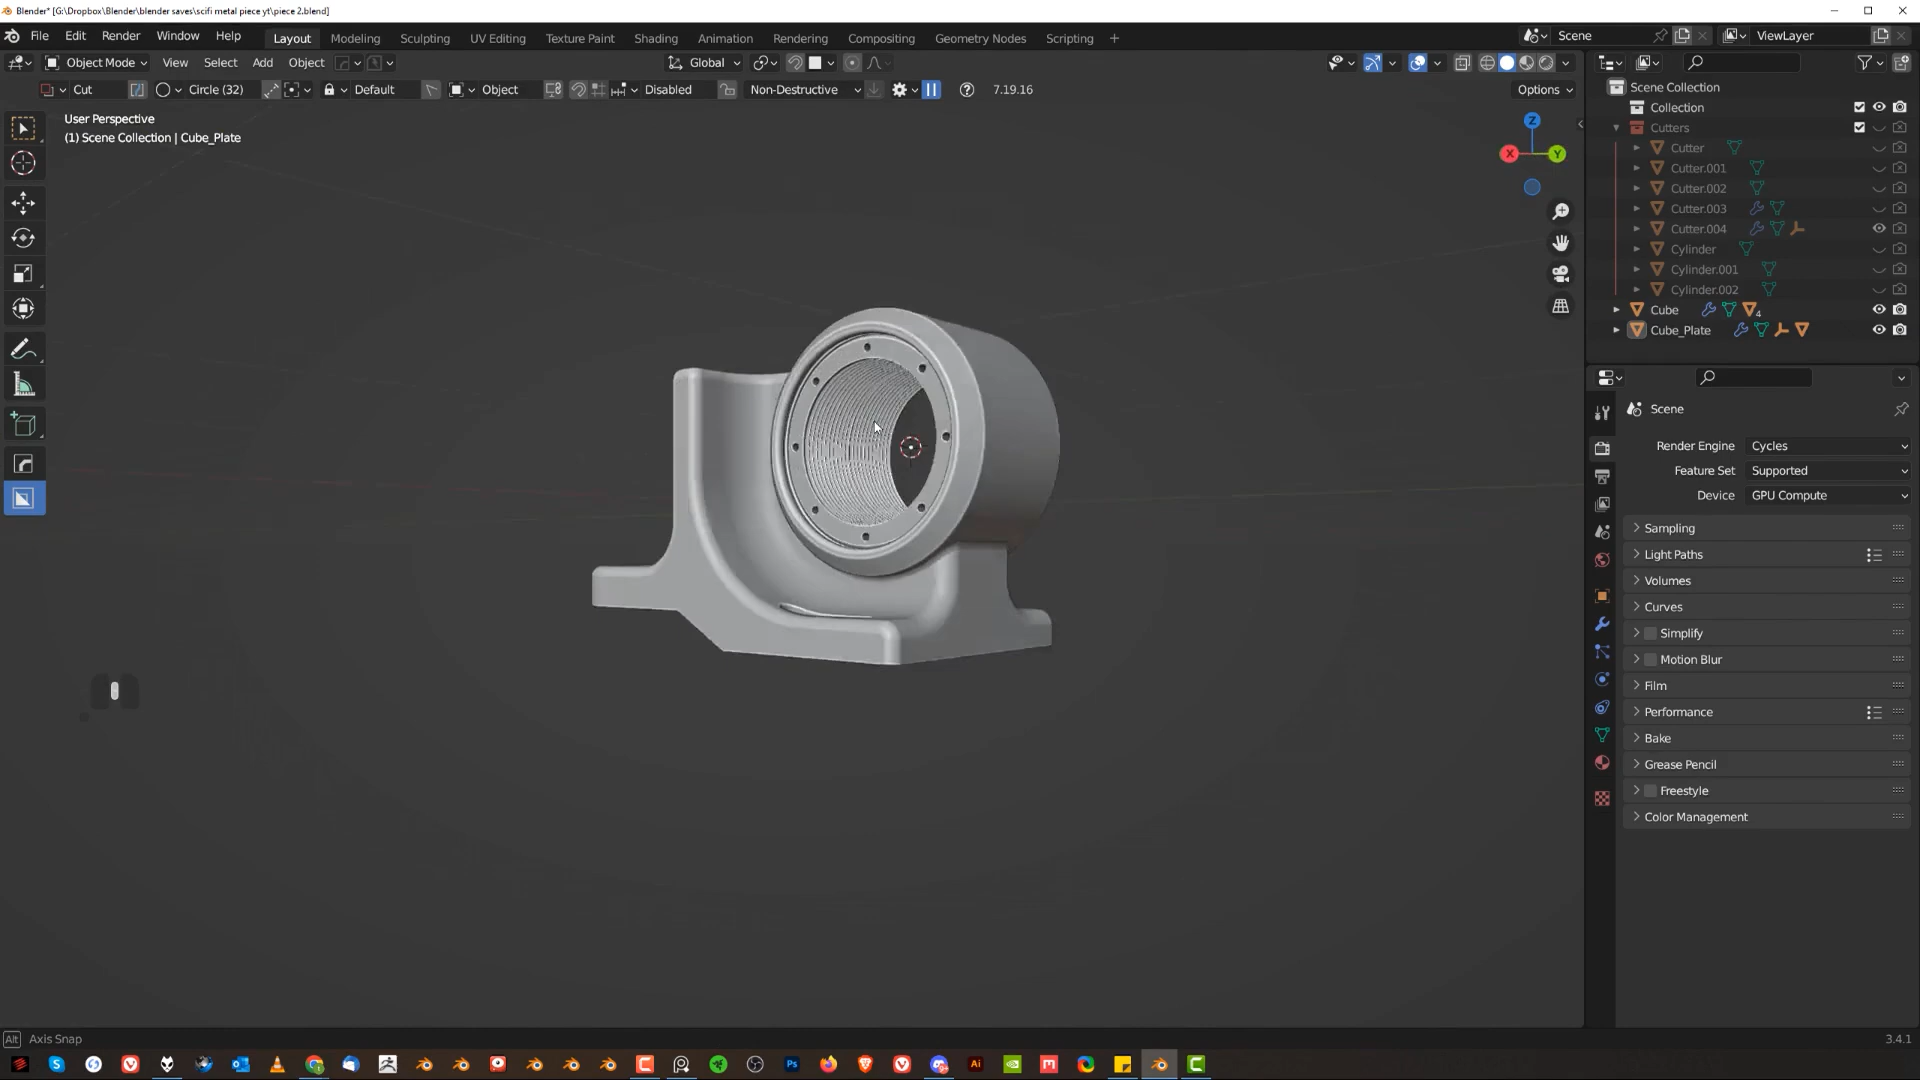 Blender* [G:\Dropbox\Blender\blender saves\scifi metal piece yt\piece 2.blend]
File Edit Render Window Help Layout Modeling Sculpting UV Editing Texture Paint Shading Animation Rendering Compositing Geometry Nodes Scripting + Scene ViewLayer
Object Mode View Select Add Object Global
Cut Circle (32) Default Object Disabled Non-Destructive 7.19.16 Options
User Perspective
(1) Scene Collection | Cube_Plate
Z
X
Y
Scene Collection
Collection
Cutters
Cutter
Cutter.001
Cutter.002
Cutter.003
Cutter.004
Cylinder
Cylinder.001
Cylinder.002
Cube 4
Cube_Plate
Scene
Render Engine Cycles
Feature Set Supported
Device GPU Compute
Sampling
Light Paths
Volumes
Curves
Simplify
Motion Blur
Film
Performance
Bake
Grease Pencil
Freestyle
Color Management
Alt Axis Snap 3.4.1
S Ps Ai M C